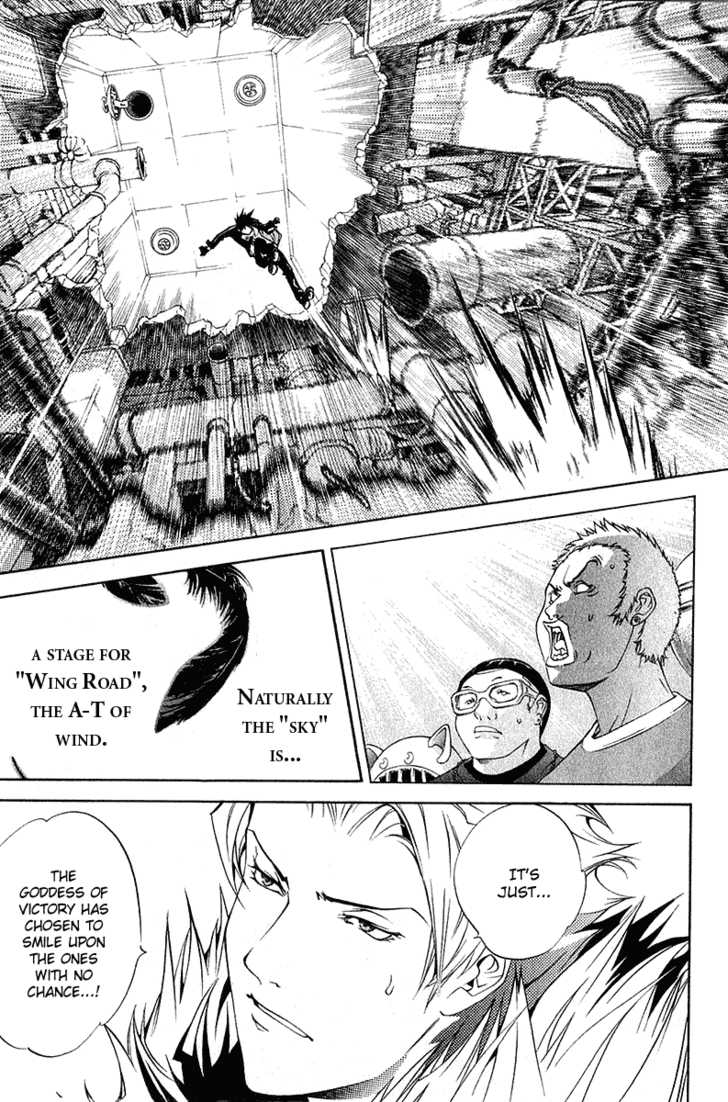 NATURALLY
THE "SKY"
IS...
A STAGE FOR
"WING ROAD",
THE A-T OF
WIND.
IT'S
JUST...
THE
GODDESS OF
VICTORY HAS
CHOSEN TO
SMILE UPON
THE ONES
WITH NO
CHANCE...!